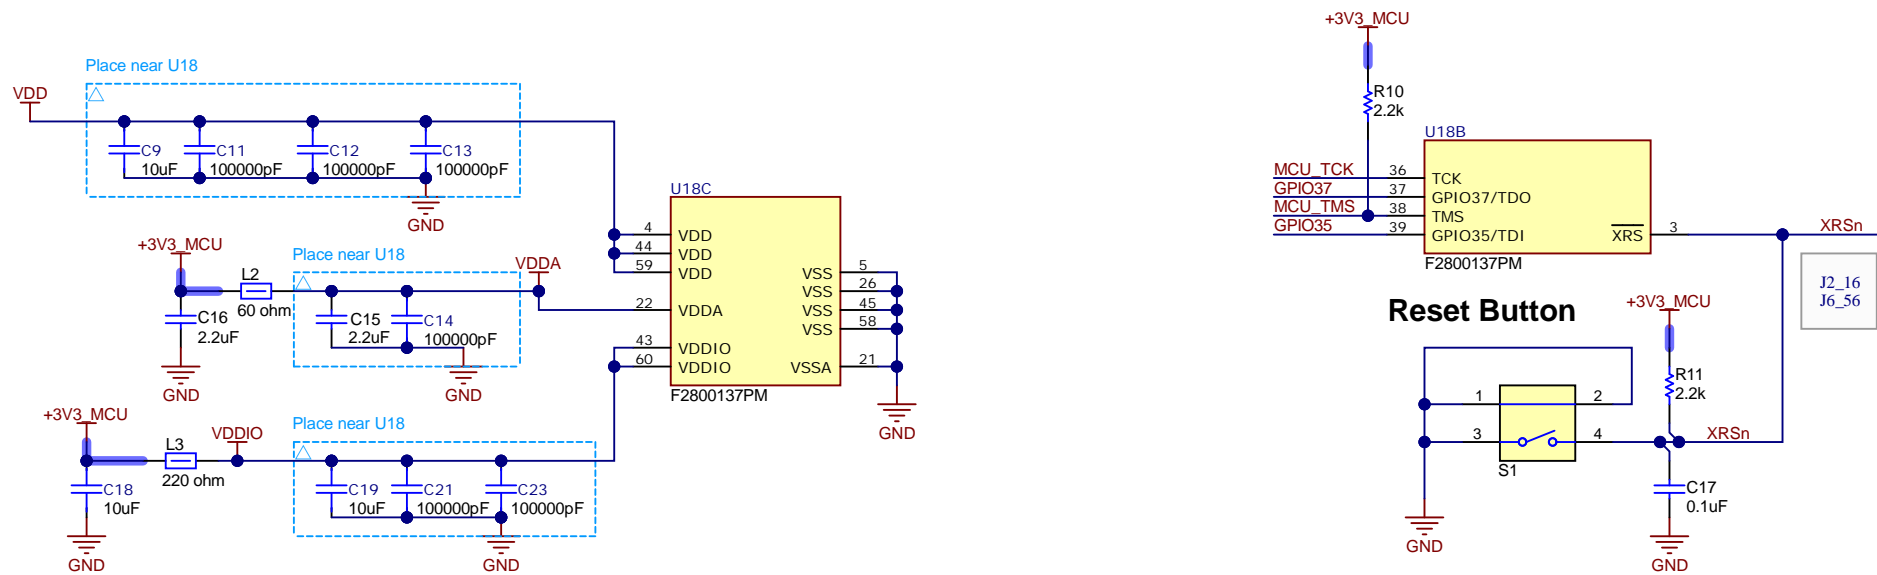 Place near U18
VDD
C9
10uF
C11
100000pF
C12
100000pF
C13
100000pF
GND
+3V3_MCU
L2
60 ohm
C16
2.2uF
GND
Place near U18
VDDA
C15
2.2uF
C14
100000pF
GND
+3V3_MCU
L3
220 ohm
VDDIO
C18
10uF
GND
Place near U18
C19
10uF
C21
100000pF
C23
100000pF
GND
U18C
4 VDD
44 VDD
59 VDD
22 VDDA
43 VDDIO
60 VDDIO
VSS 5
VSS 26
VSS 45
VSS 58
VSSA 21
F2800137PM
GND
+3V3_MCU
R10
2.2k
U18B
MCU_TCK 36 TCK
GPIO37 37 GPIO37/TDO
MCU_TMS 38 TMS
GPIO35 39 GPIO35/TDI
XRS 3
XRSn
F2800137PM
J2_16
J6_56
Reset Button
+3V3_MCU
R11
2.2k
1 2
3 4
S1
XRSn
C17
0.1uF
GND
GND